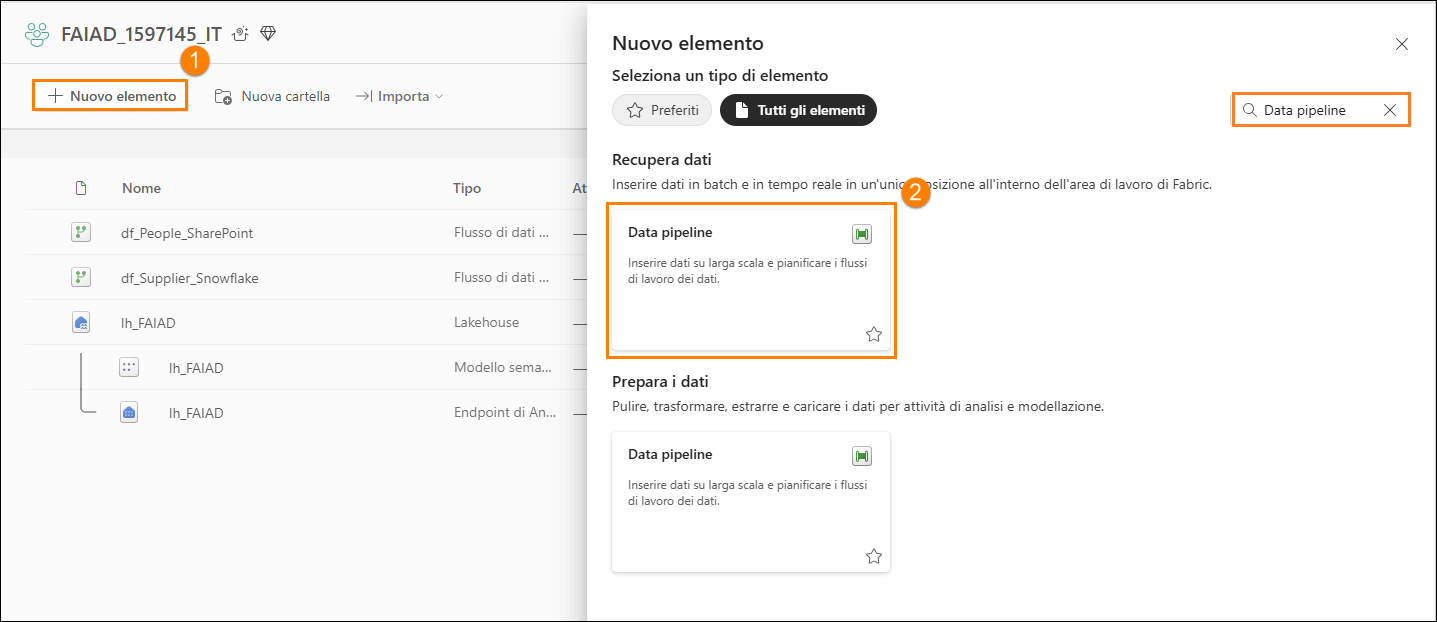 FAIAD_1597145_IT
1
Nuovo elemento
Nuova cartella
Importa
Nome
Tipo
At
df_People_SharePoint
Flusso di dati ...
—
df_Supplier_Snowflake
Flusso di dati ...
—
lh_FAIAD
Lakehouse
—
lh_FAIAD
Modello sema...
—
lh_FAIAD
Endpoint di An...
—
Nuovo elemento
Seleziona un tipo di elemento
Preferiti
Tutti gli elementi
Data pipeline
Recupera dati
Inserire dati in batch e in tempo reale in un'unic sizione all'interno dell'area di lavoro di Fabric.
2
Data pipeline
Inserire dati su larga scala e pianificare i flussi
di lavoro dei dati.
Prepara i dati
Pulire, trasformare, estrarre e caricare i dati per attività di analisi e modellazione.
Data pipeline
Inserire dati su larga scala e pianificare i flussi
di lavoro dei dati.